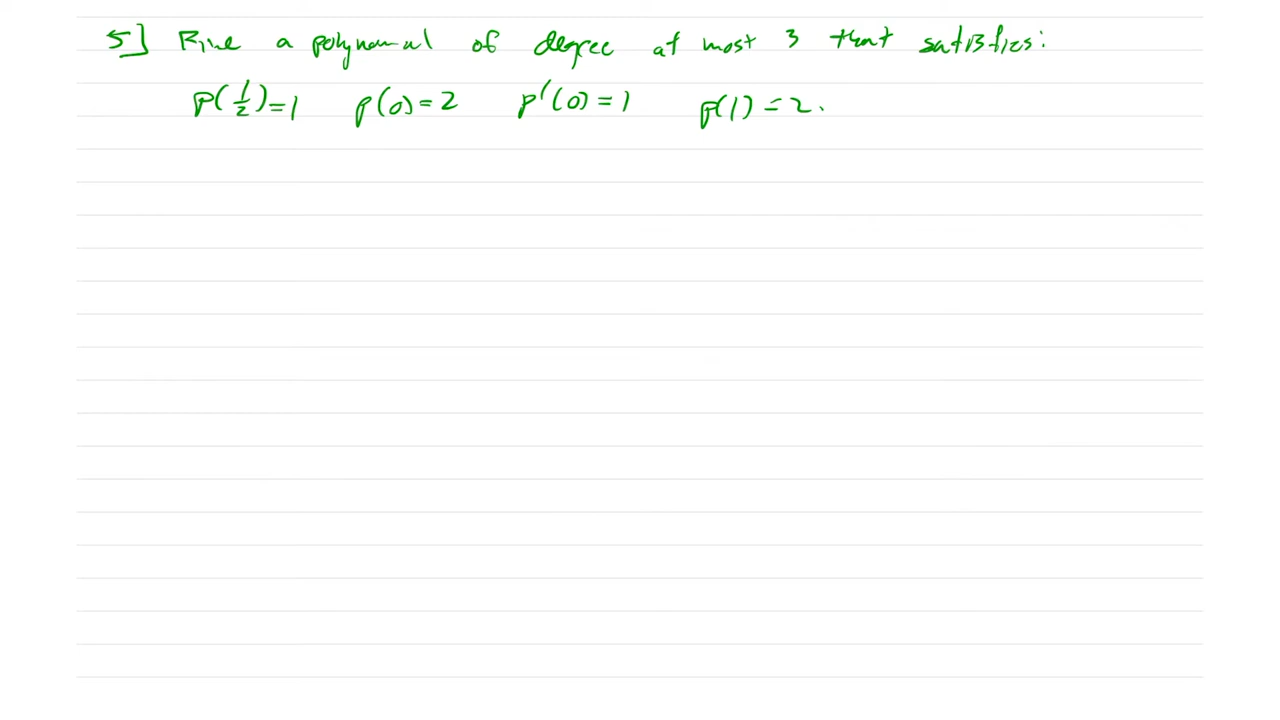 5] Find a polynomial of degree at most 3 that satisfies:
p(1/2)=1 p(0)=2 p'(0)=1 p(1)=2.